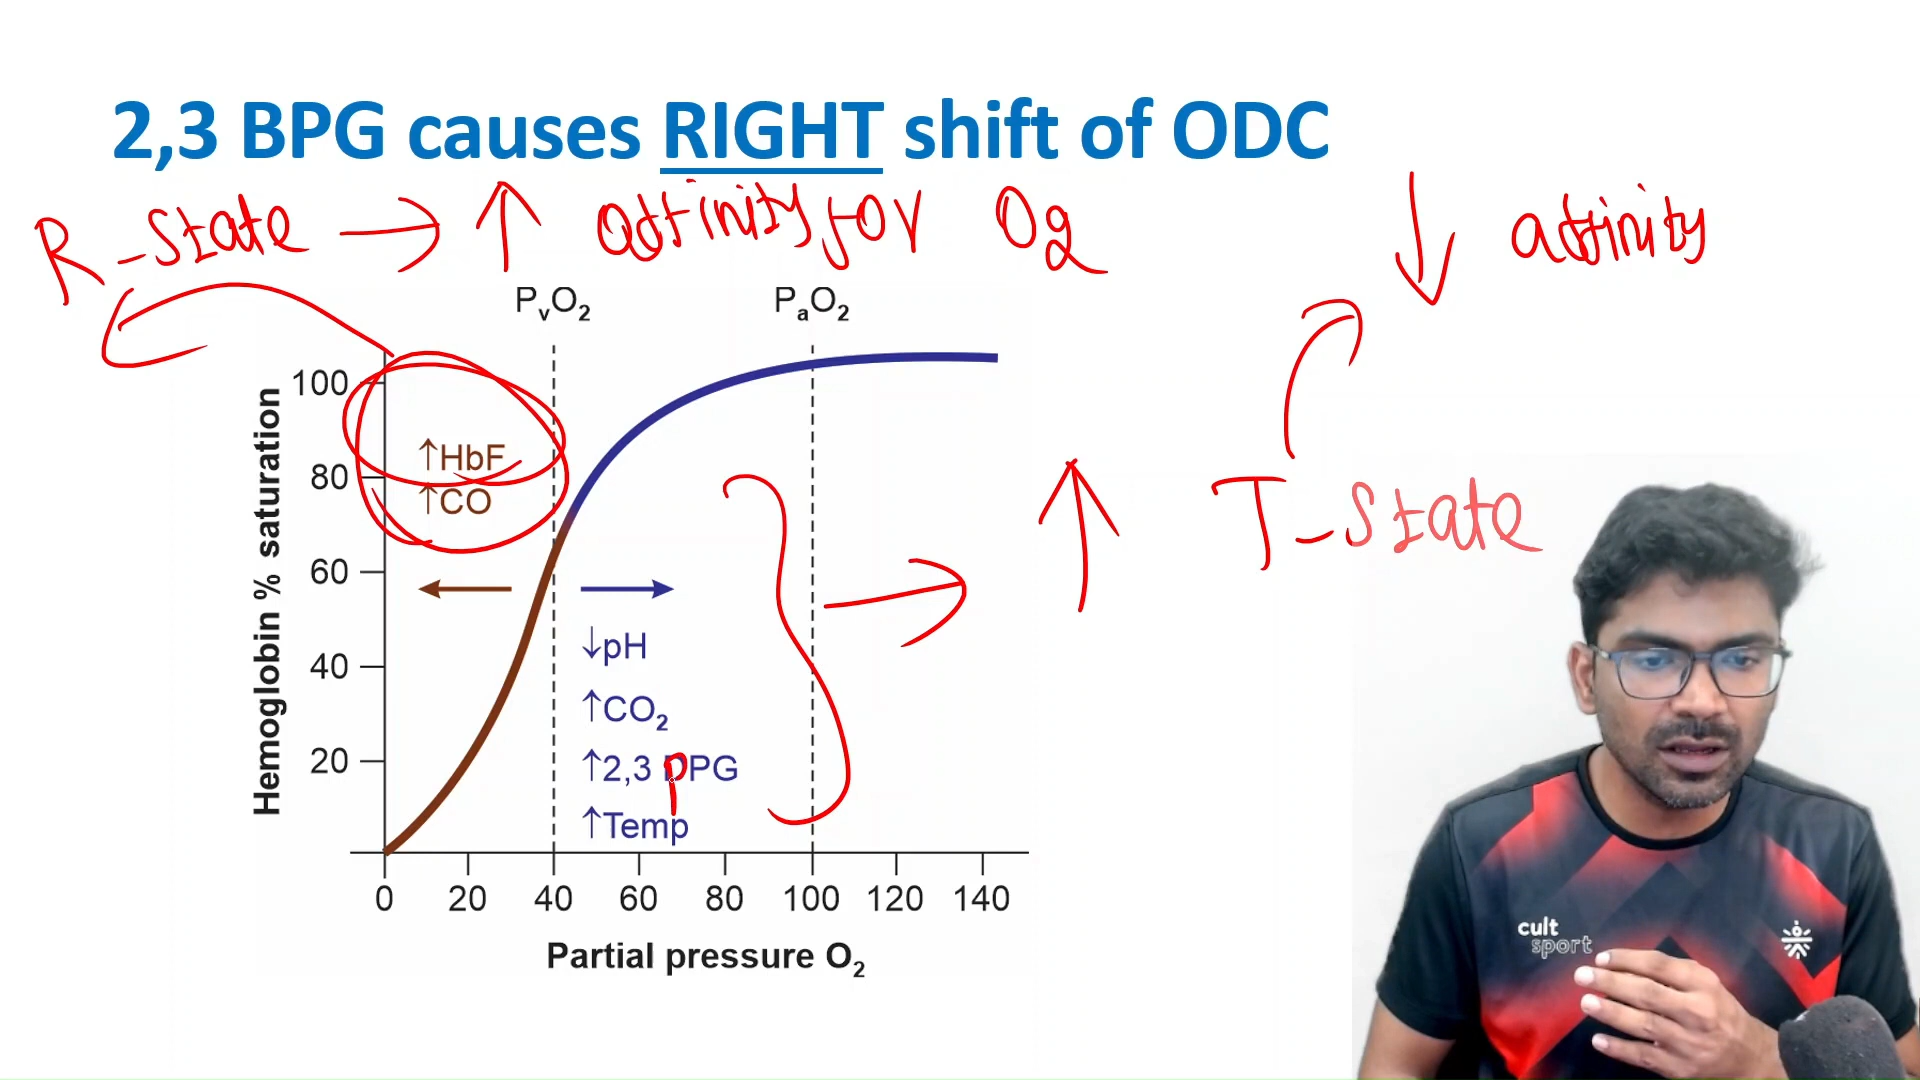 2,3 BPG causes RIGHT shift of ODC
R-State → ↑ affinity for O2
↓ affinity
PvO2
PaO2
Hemoglobin % saturation
100
80
60
40
20
↑HbF
↑CO
↑ T-State
↓pH
↑CO2
↑2,3 DPG
p
↑Temp
0 20 40 60 80 100 120 140
Partial pressure O2
cult
sport